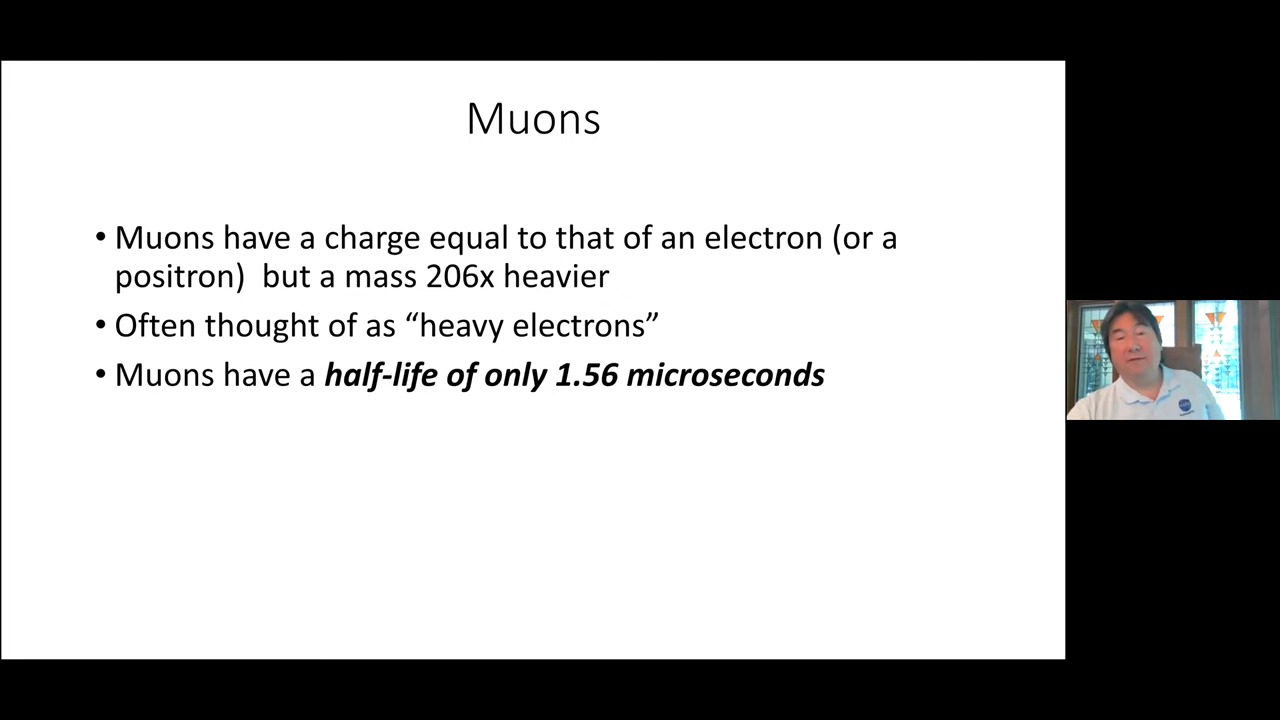 Muons
• Muons have a charge equal to that of an electron (or a
positron)  but a mass 206x heavier
• Often thought of as “heavy electrons”
• Muons have a half-life of only 1.56 microseconds